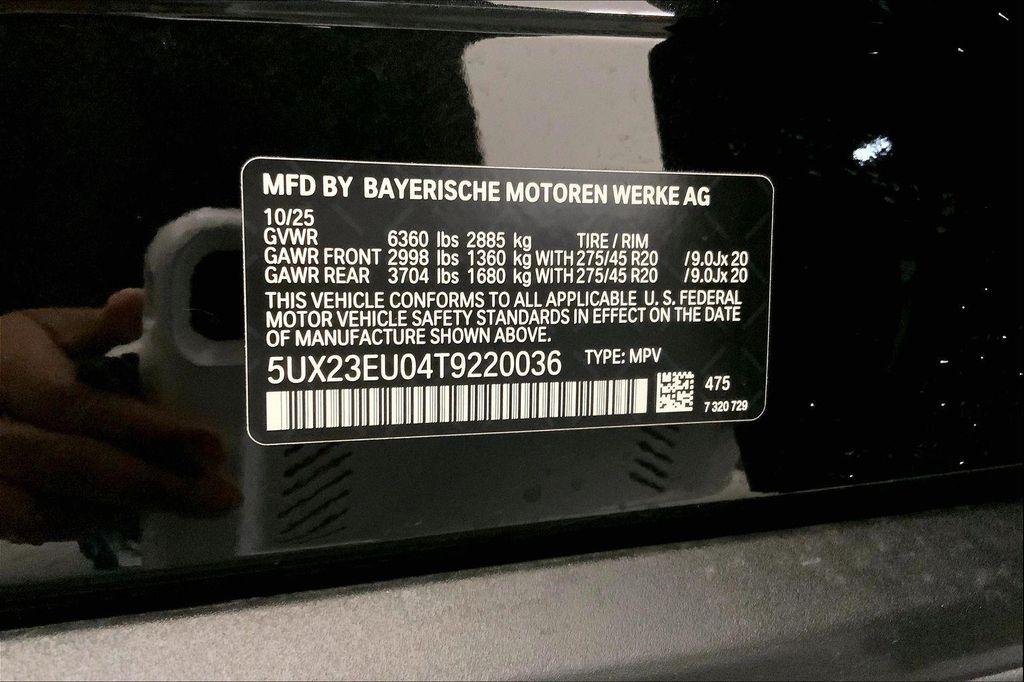 MFD BY BAYERISCHE MOTOREN WERKE AG
10/25
GVWR 6360 lbs 2885 kg TIRE / RIM
GAWR FRONT 2998 lbs 1360 kg WITH 275/45 R20 /9.0Jx 20
GAWR REAR 3704 lbs 1680 kg WITH 275/45 R20 /9.0Jx 20
THIS VEHICLE CONFORMS TO ALL APPLICABLE U. S. FEDERAL
MOTOR VEHICLE SAFETY STANDARDS IN EFFECT ON THE DATE
OF MANUFACTURE SHOWN ABOVE.
5UX23EU04T9220036 TYPE: MPV
475
7 320 729